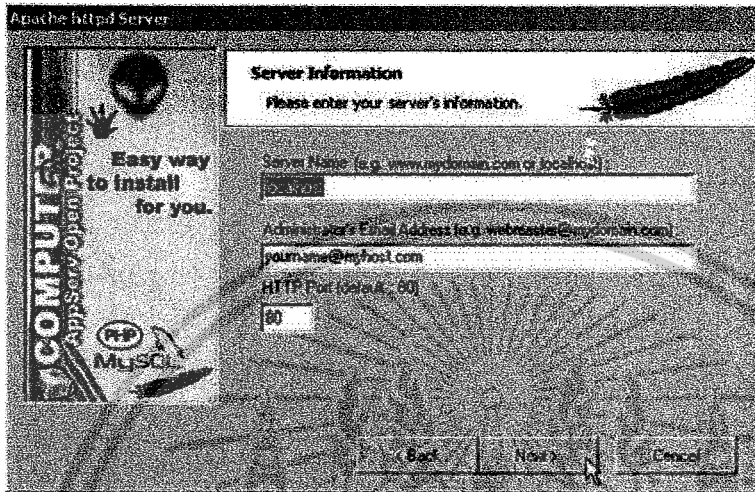 Apache httpd Server
Server Information
Please enter your server's information.
COMPUTER
AppServ Open Project
Easy way
to install
for you.
PHP
MySQL
Server Name (e.g. www.mydomain.com or localhost) :
localhost
Administrator's Email Address (e.g. webmaster@mydomain.com)
yourname@myhost.com
HTTP Port (default : 80)
80
< Back
Next >
Cancel